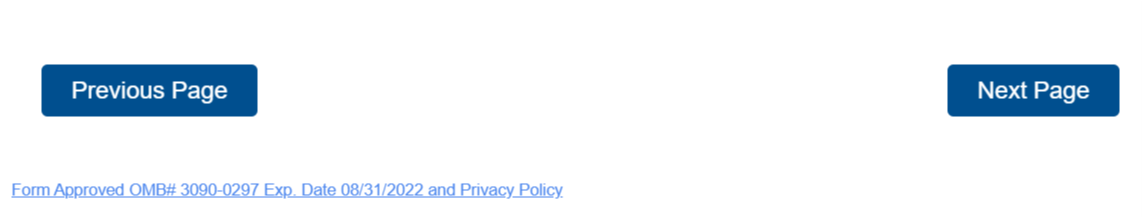 Previous Page
Next Page
Form Approved OMB# 3090-0297 Exp. Date 08/31/2022 and Privacy Policy